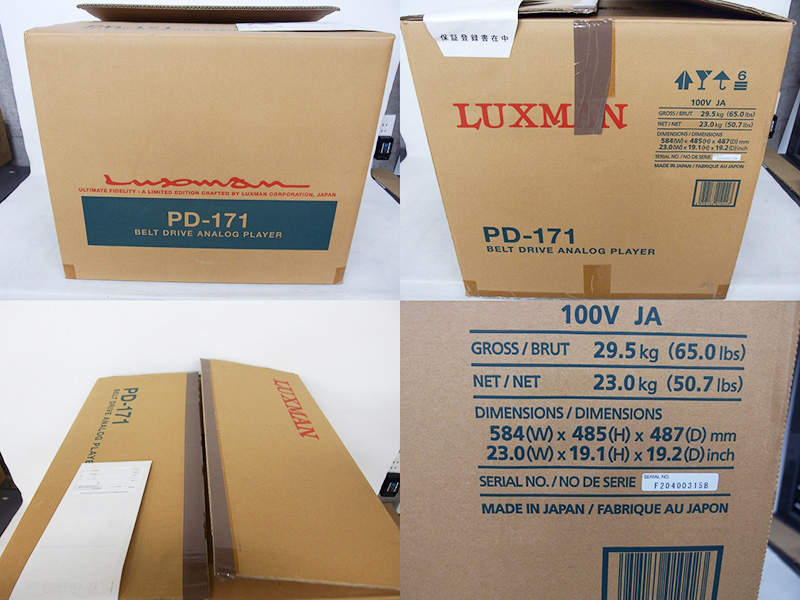 Luxman
ULTIMATE FIDELITY : A LIMITED EDITION CRAFTED BY LUXMAN CORPORATION, JAPAN
PD-171
BELT DRIVE ANALOG PLAYER
保証登録書在中
6
LUXMAN
100V JA
GROSS / BRUT 29.5 kg (65.0 lbs)
NET / NET 23.0 kg (50.7 lbs)
DIMENSIONS / DIMENSIONS
584(W) x 485(H) x 487(D) mm
23.0(W) x 19.1(H) x 19.2(D) inch
SERIAL NO. / NO DE SERIE
MADE IN JAPAN / FABRIQUE AU JAPON
PD-171
BELT DRIVE ANALOG PLAYER
PD-171
BELT DRIVE ANALOG PLAYER
LUXMAN
100V JA
GROSS / BRUT 29.5 kg (65.0 lbs)
NET / NET 23.0 kg (50.7 lbs)
DIMENSIONS / DIMENSIONS
584(W) x 485(H) x 487(D) mm
23.0(W) x 19.1(H) x 19.2(D) inch
SERIAL NO. / NO DE SERIE SERIAL NO. F20400315B
MADE IN JAPAN / FABRIQUE AU JAPON